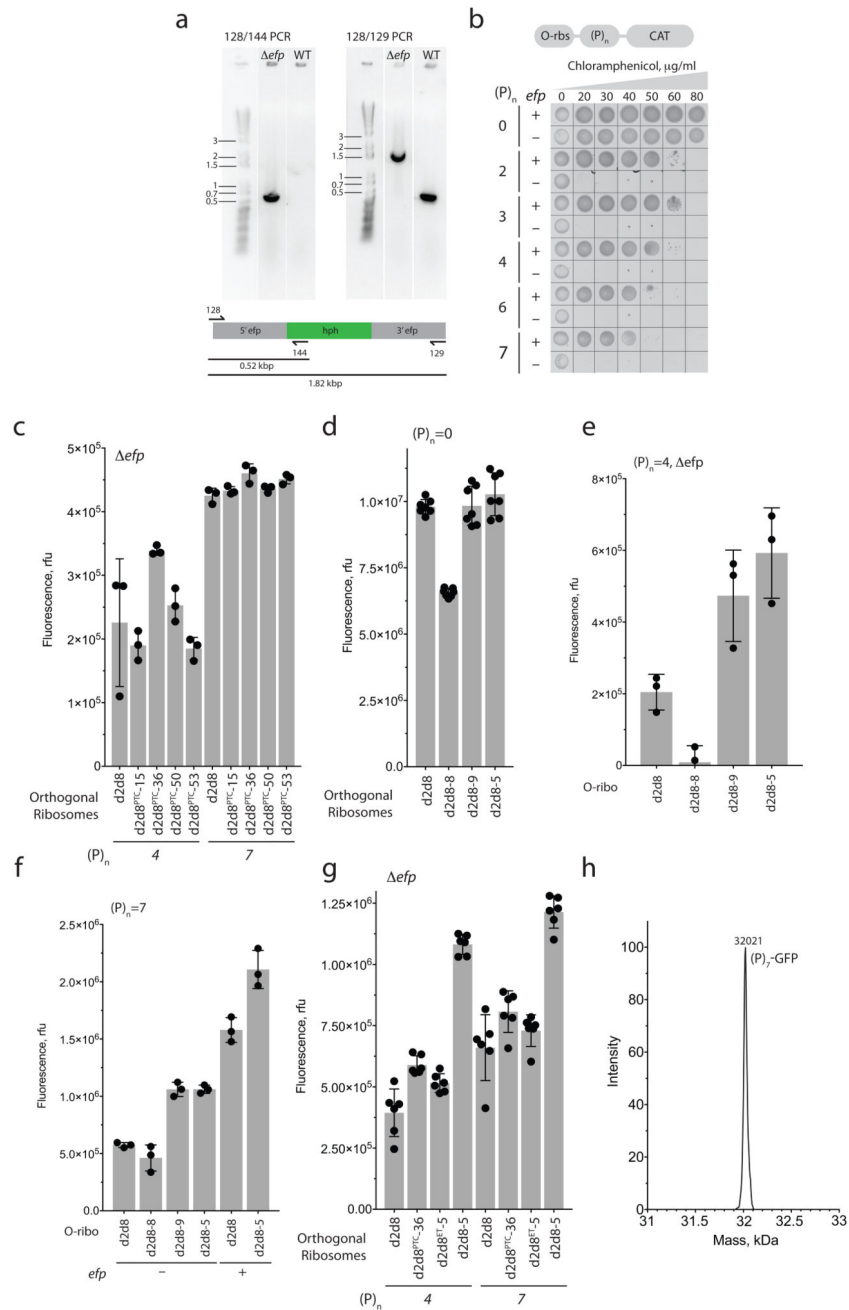 a
128/144 PCR
Δefp WT
3
2
1.5
1
0.7
0.5
128/129 PCR
Δefp WT
3
2
1.5
1
0.7
0.5
128
5' efp hph 3' efp
144 129
0.52 kbp
1.82 kbp
b
O-rbs (P)n CAT
Chloramphenicol, μg/ml
(P)n efp 0 20 30 40 50 60 80
0 + −
2 + −
3 + −
4 + −
6 + −
7 + −
c
Δefp
5×10⁵
4×10⁵
3×10⁵
2×10⁵
1×10⁵
0
Fluorescence, rfu
Orthogonal Ribosomes
d2d8
d2d8PTC-15
d2d8PTC-36
d2d8PTC-50
d2d8PTC-53
d2d8
d2d8PTC-15
d2d8PTC-36
d2d8PTC-50
d2d8PTC-53
(P)n 4 7
d
(P)n=0
1.0×10⁷
7.5×10⁶
5.0×10⁶
2.5×10⁶
0.0
Fluorescence, rfu
Orthogonal Ribosomes
d2d8
d2d8-8
d2d8-9
d2d8-5
e
(P)n=4, Δefp
8×10⁵
6×10⁵
4×10⁵
2×10⁵
0
Fluorescence, rfu
O-ribo
d2d8
d2d8-8
d2d8-9
d2d8-5
f
(P)n=7
2.5×10⁶
2.0×10⁶
1.5×10⁶
1.0×10⁶
5.0×10⁵
0.0
Fluorescence, rfu
O-ribo
d2d8
d2d8-8
d2d8-9
d2d8-5
d2d8
d2d8-5
efp − +
g
Δefp
1.25×10⁶
1.00×10⁶
7.50×10⁵
5.00×10⁵
2.50×10⁵
0.00
Fluorescence, rfu
Orthogonal Ribosomes
d2d8
d2d8PTC-36
d2d8ET-5
d2d8-5
d2d8
d2d8PTC-36
d2d8ET-5
d2d8-5
(P)n 4 7
h
32021
(P)7-GFP
100
80
60
40
20
0
Intensity
31 31.5 32 32.5 33
Mass, kDa